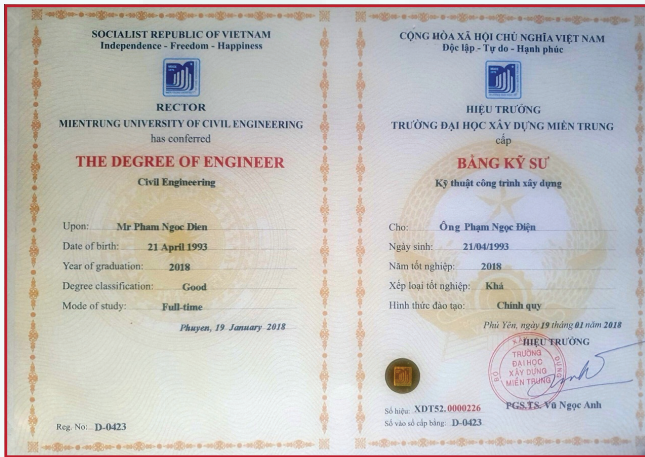 SOCIALIST REPUBLIC OF VIETNAM
Independence - Freedom - Happiness
RECTOR
MIENTRUNG UNIVERSITY OF CIVIL ENGINEERING
has conferred
THE DEGREE OF ENGINEER
Civil Engineering
Upon: Mr Pham Ngoc Dien
Date of birth: 21 April 1993
Year of graduation: 2018
Degree classification: Good
Mode of study: Full-time
Phuyen, 19 January 2018
Reg. No: D-0423
CỘNG HÒA XÃ HỘI CHỦ NGHĨA VIỆT NAM
Độc lập - Tự do - Hạnh phúc
HIỆU TRƯỞNG
TRƯỜNG ĐẠI HỌC XÂY DỰNG MIỀN TRUNG
cấp
BẰNG KỸ SƯ
Kỹ thuật công trình xây dựng
Cho: Ông Phạm Ngọc Điện
Ngày sinh: 21/04/1993
Năm tốt nghiệp: 2018
Xếp loại tốt nghiệp: Khá
Hình thức đào tạo: Chính quy
Phú Yên, ngày 19 tháng 01 năm 2018
HIỆU TRƯỞNG
TRƯỜNG
ĐẠI HỌC
XÂY DỰNG
MIỀN TRUNG
PGS.TS. Vũ Ngọc Anh
Số hiệu: XDT52.0000226
Số vào sổ cấp bằng: D-0423